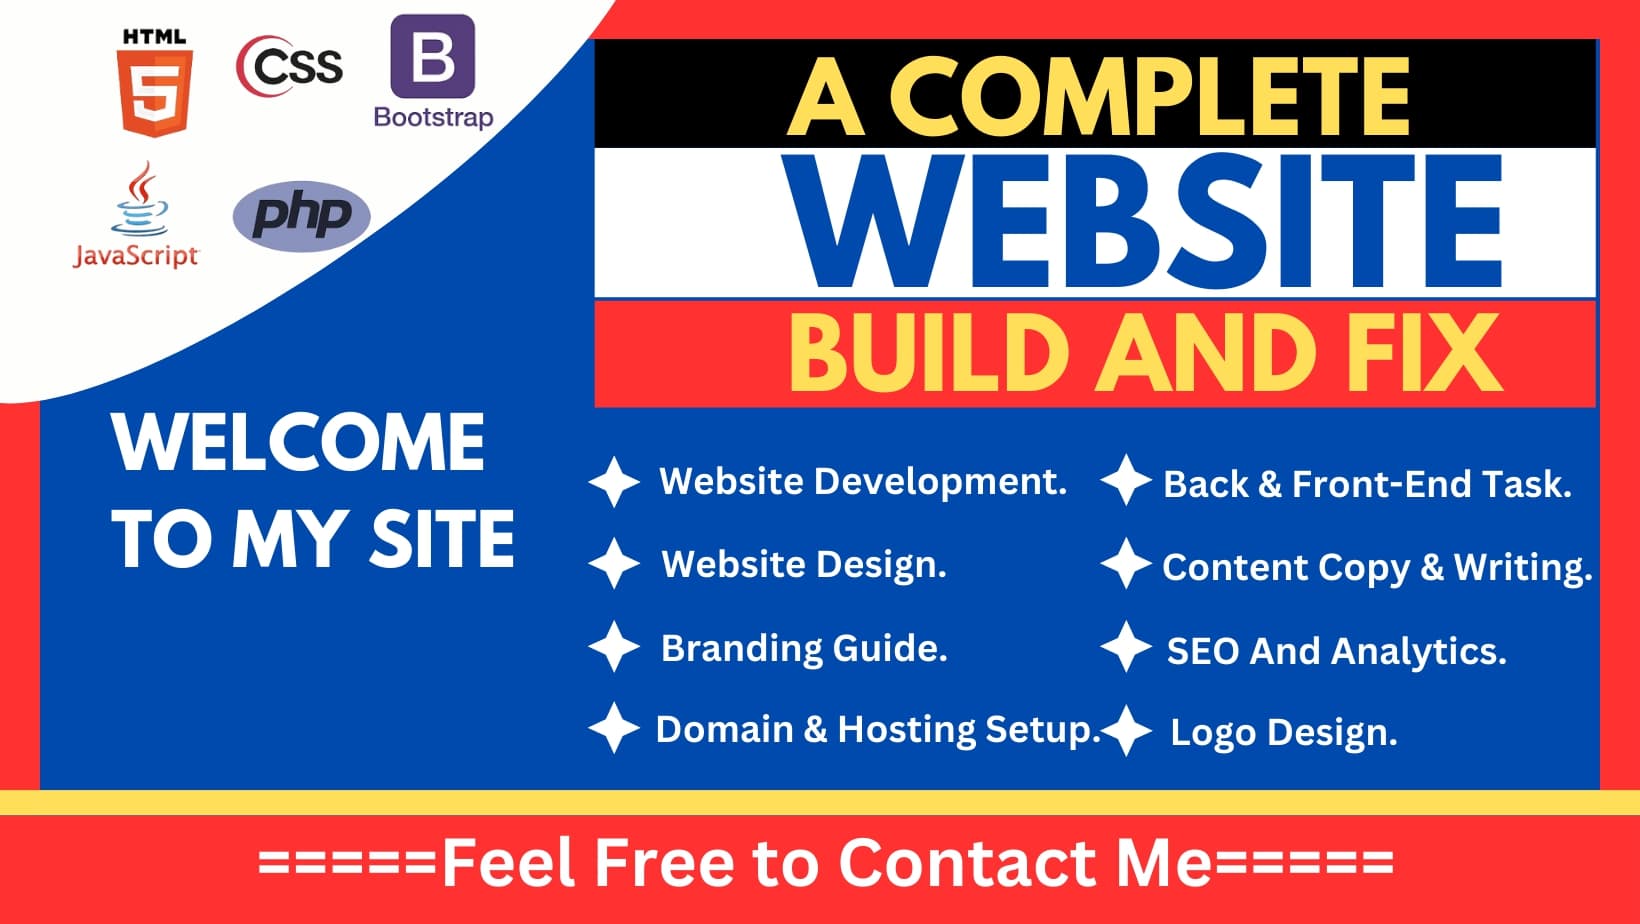 HTML
5
CSS
B
Bootstrap
JavaScript
php
A COMPLETE
WEBSITE
BUILD AND FIX
WELCOME
TO MY SITE
Website Development.
Website Design.
Branding Guide.
Domain & Hosting Setup.
Back & Front-End Task.
Content Copy & Writing.
SEO And Analytics.
Logo Design.
=====Feel Free to Contact Me=====